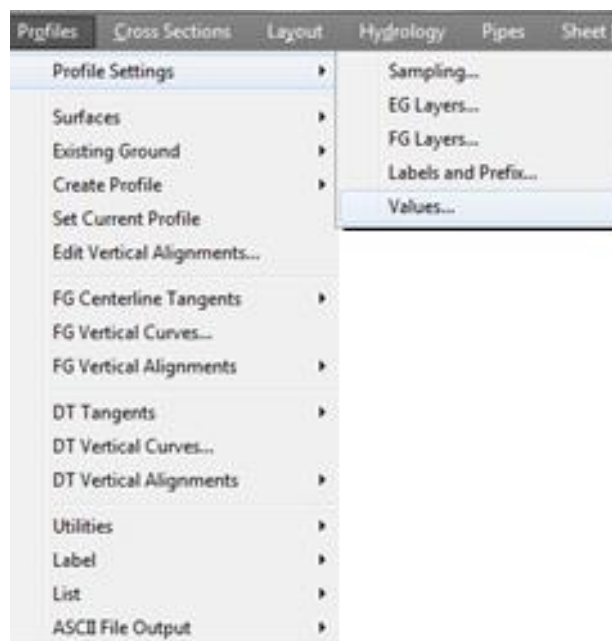 Profiles Cross Sections Layout Hydrology Pipes Sheet
Profile Settings
Surfaces
Existing Ground
Create Profile
Set Current Profile
Edit Vertical Alignments...
FG Centerline Tangents
FG Vertical Curves...
FG Vertical Alignments
DT Tangents
DT Vertical Curves...
DT Vertical Alignments
Utilities
Label
List
ASCII File Output
Sampling...
EG Layers...
FG Layers...
Labels and Prefix...
Values...